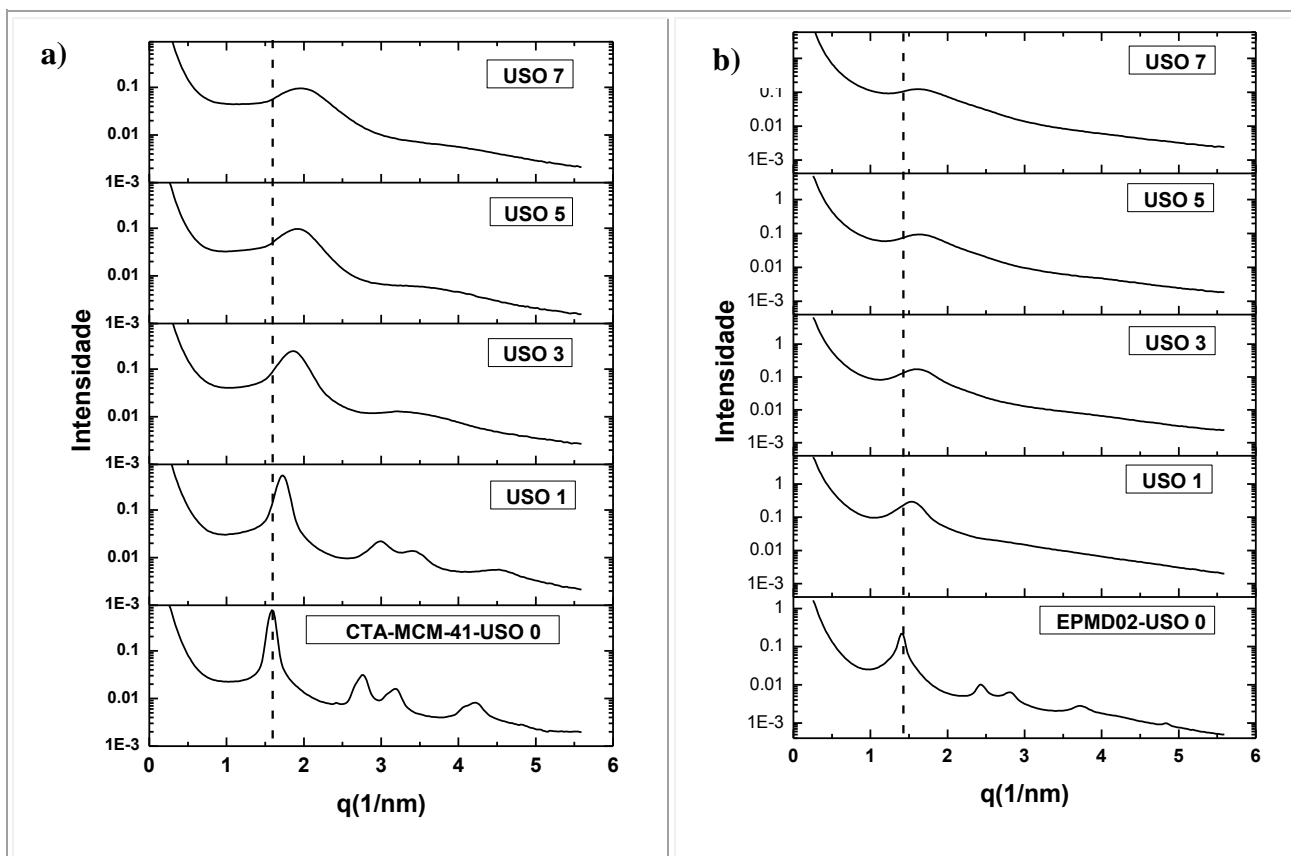 a)
USO 7
0.1
0.01
1E-3
USO 5
0.1
0.01
1E-3
USO 3
0.1
0.01
1E-3
USO 1
0.1
0.01
1E-3
CTA-MCM-41-USO 0
0.1
0.01
1E-3
0 1 2 3 4 5 6
Intensidade
q(1/nm)
b)
USO 7
0.1
0.01
1E-3
USO 5
1
0.1
0.01
1E-3
USO 3
1
0.1
0.01
1E-3
USO 1
1
0.1
0.01
1E-3
EPMD02-USO 0
1
0.1
0.01
1E-3
0 1 2 3 4 5 6
Intensidade
q(1/nm)